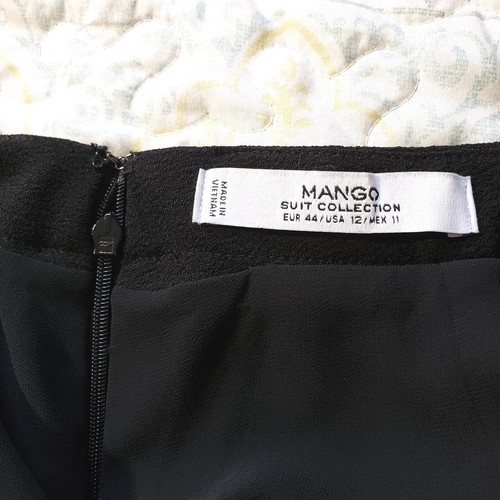 MADE IN
VIETNAM
MANGO
SUIT COLLECTION
EUR 44/USA 12/MEX 11